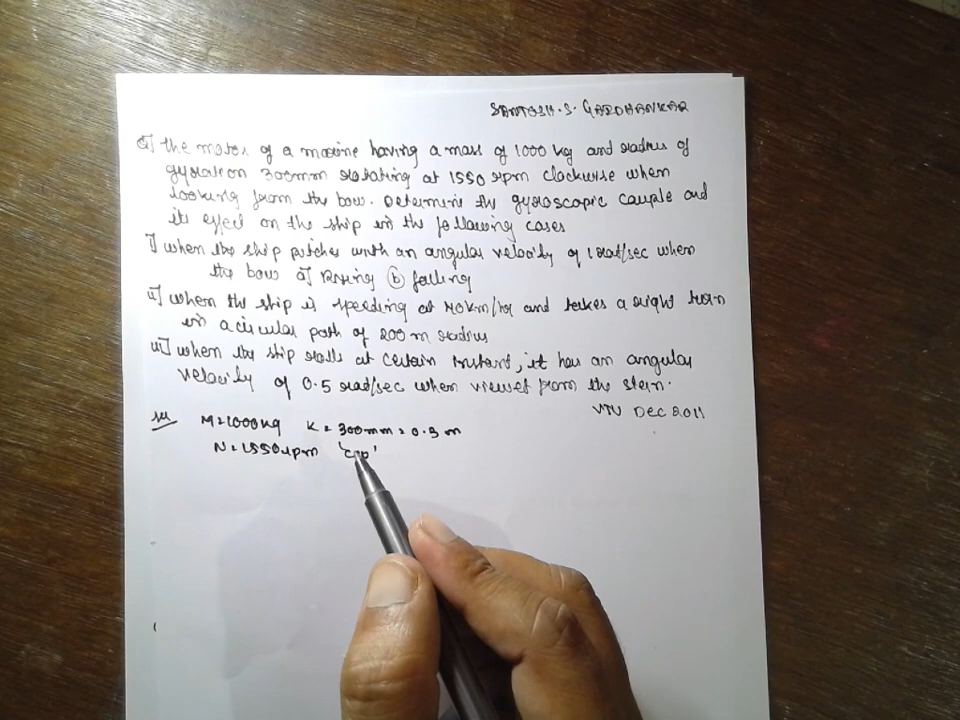 SANTOSH.S. GARDHANKAR
Q] The motor of a marine having a mass of 1000 kg and radius of
gyration 300mm rotating at 1550 rpm clockwise when
looking from the bow. Determine the gyroscopic couple and
it effect on the ship in the following cases
i] when the ship pitches with an angular velocity of 1 rad/sec when
the bow a] Rising (b) falling
ii] when the ship is speeding at 40km/hr and takes a right turn
in a circular path of 200 m radius
iii] when the ship rolls at certain instant, it has an angular
velocity of 0.5 rad/sec when viewed from the stern.
VTU Dec 2011
M=1000kg K = 300mm = 0.3 m
N=1550rpm